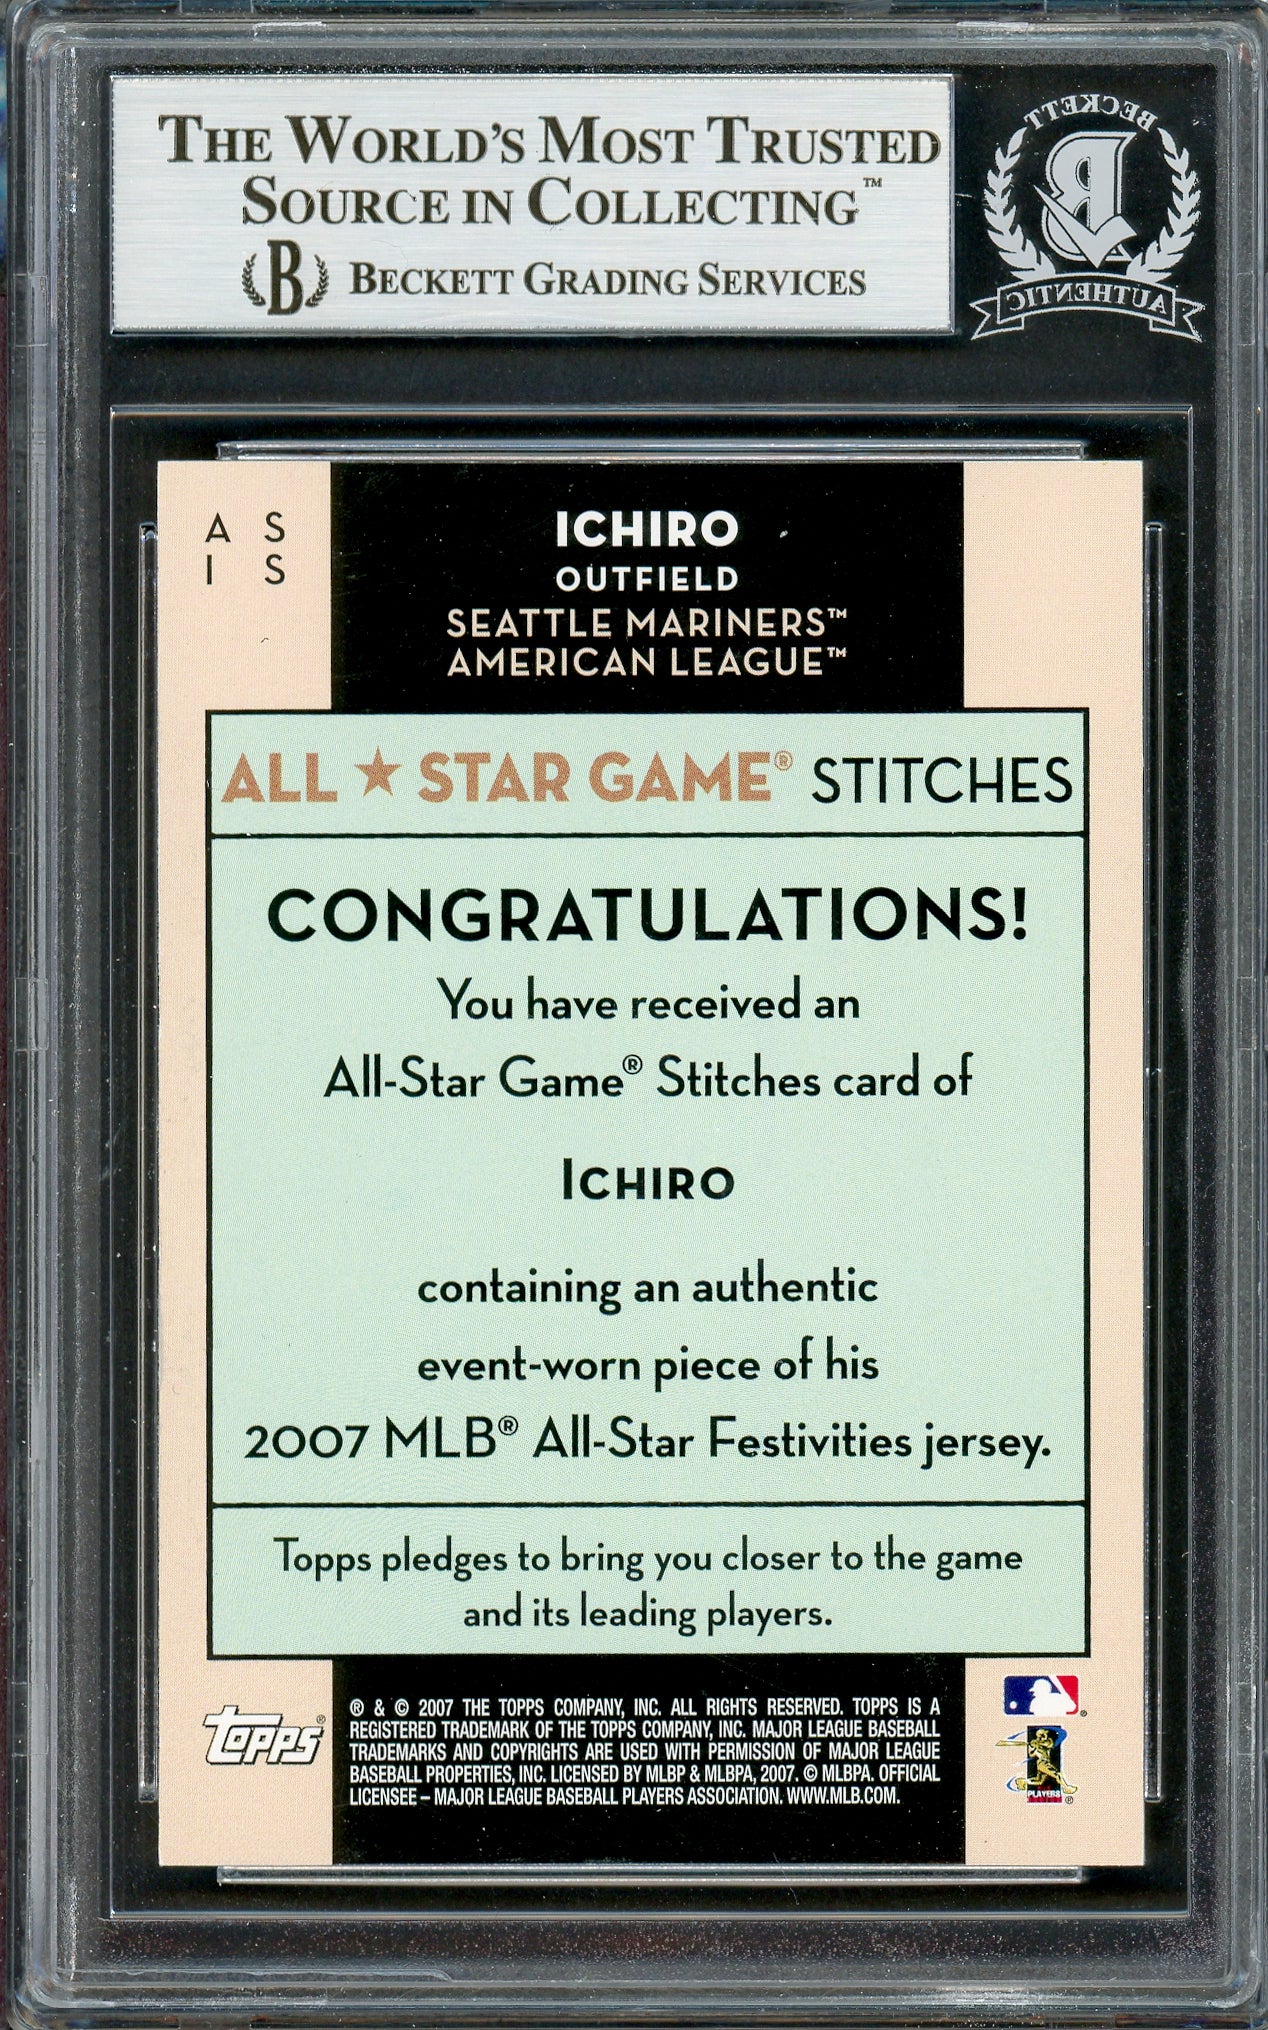 THE WORLD'S MOST TRUSTED
SOURCE IN COLLECTING™
B BECKETT GRADING SERVICES
BECKETT
B
AUTHENTIC
A S
I S
ICHIRO
OUTFIELD
SEATTLE MARINERS™
AMERICAN LEAGUE™
ALL ★ STAR GAME® STITCHES
CONGRATULATIONS!
You have received an
All-Star Game® Stitches card of
ICHIRO
containing an authentic
event-worn piece of his
2007 MLB® All-Star Festivities jersey.
Topps pledges to bring you closer to the game
and its leading players.
Topps®
® & © 2007 THE TOPPS COMPANY, INC. ALL RIGHTS RESERVED. TOPPS IS A
REGISTERED TRADEMARK OF THE TOPPS COMPANY, INC. MAJOR LEAGUE BASEBALL
TRADEMARKS AND COPYRIGHTS ARE USED WITH PERMISSION OF MAJOR LEAGUE
BASEBALL PROPERTIES, INC. LICENSED BY MLBP & MLBPA, 2007. © MLBPA. OFFICIAL
LICENSEE – MAJOR LEAGUE BASEBALL PLAYERS ASSOCIATION. WWW.MLB.COM.
®
PLAYERS
®